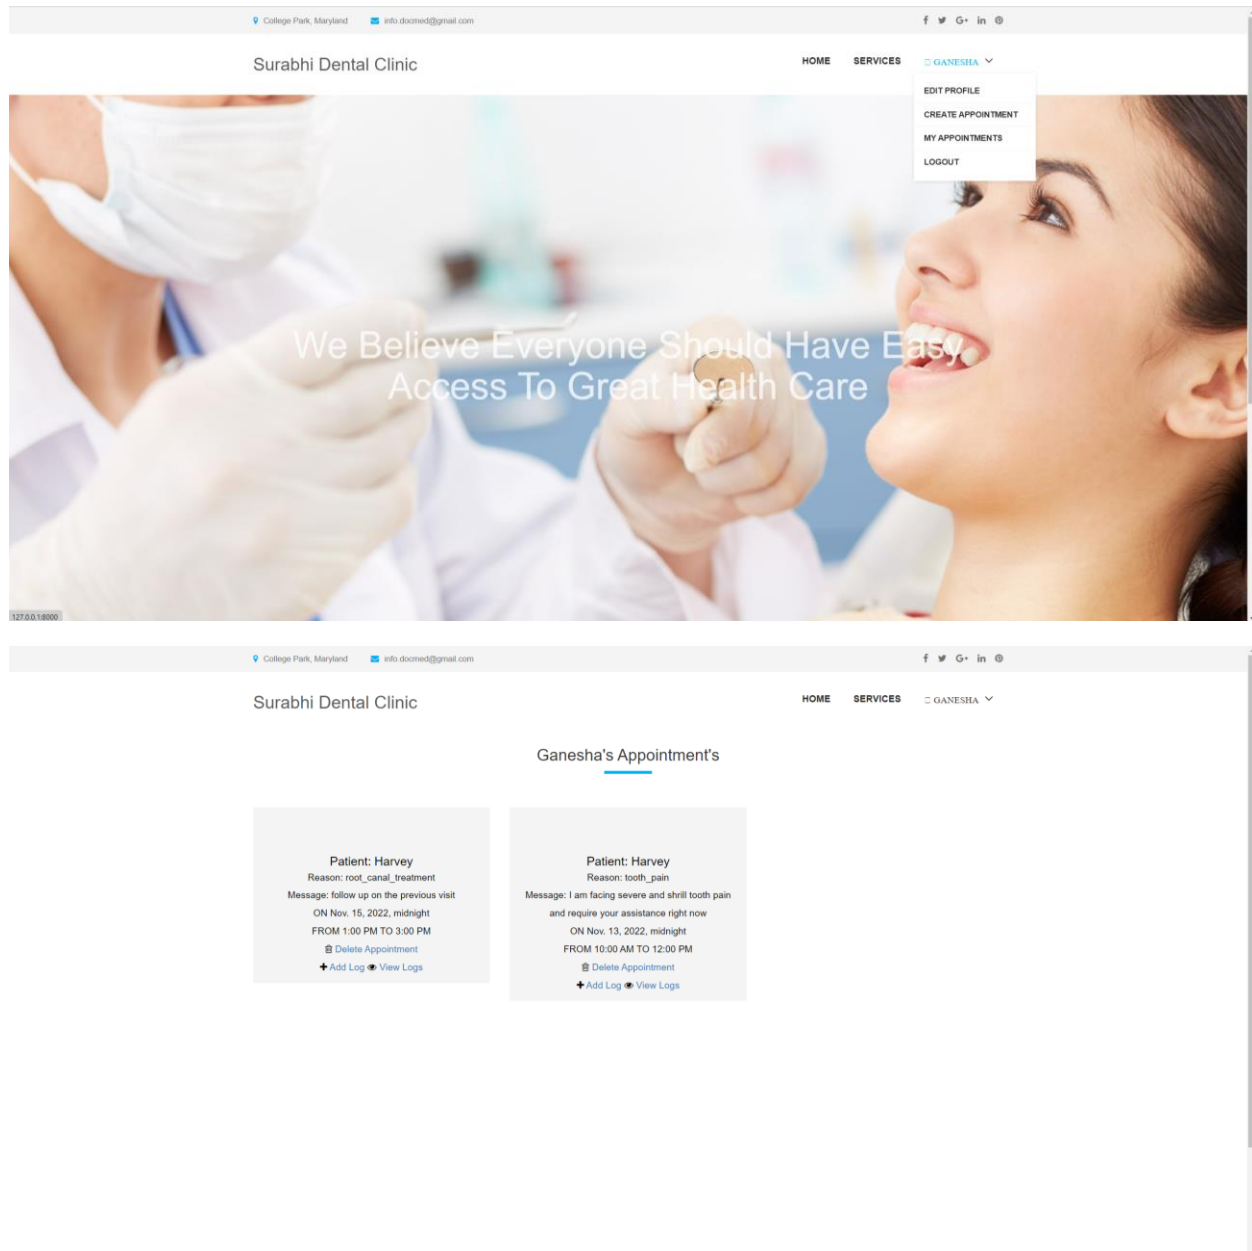 College Park, Maryland info.docmed@gmail.com
Surabhi Dental Clinic HOME SERVICES GANESHA
EDIT PROFILE
CREATE APPOINTMENT
MY APPOINTMENTS
LOGOUT
We Believe Everyone Should Have Easy
Access To Great Health Care
127.0.0.1:8000
College Park, Maryland info.docmed@gmail.com
Surabhi Dental Clinic HOME SERVICES GANESHA
Ganesha's Appointment's
Patient: Harvey
Reason: root_canal_treatment
Message: follow up on the previous visit
ON Nov. 15, 2022, midnight
FROM 1:00 PM TO 3:00 PM
Delete Appointment
Add Log View Logs
Patient: Harvey
Reason: tooth_pain
Message: I am facing severe and shrill tooth pain
and require your assistance right now
ON Nov. 13, 2022, midnight
FROM 10:00 AM TO 12:00 PM
Delete Appointment
Add Log View Logs